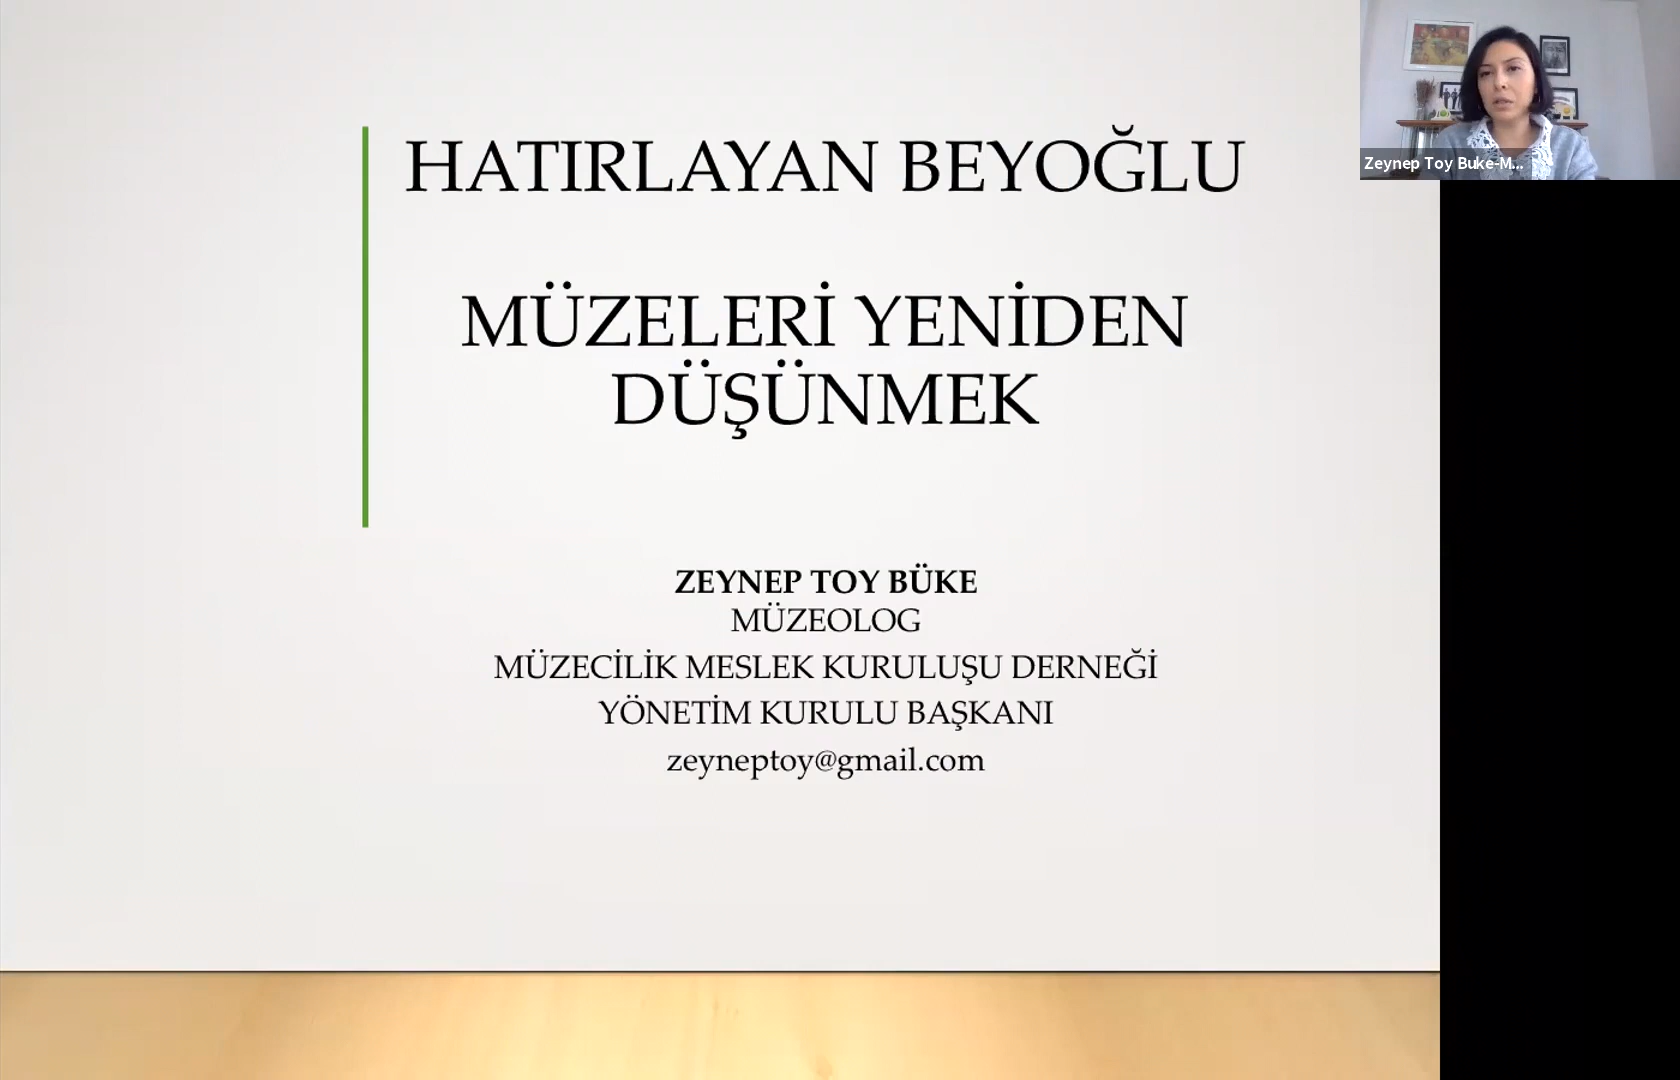 HATIRLAYAN BEYOĞLU
MÜZELERİ YENİDEN
DÜŞÜNMEK
ZEYNEP TOY BÜKE
MÜZEOLOG
MÜZECİLİK MESLEK KURULUŞU DERNEĞİ
YÖNETİM KURULU BAŞKANI
zeyneptoy@gmail.com
Zeynep Toy Buke-M...